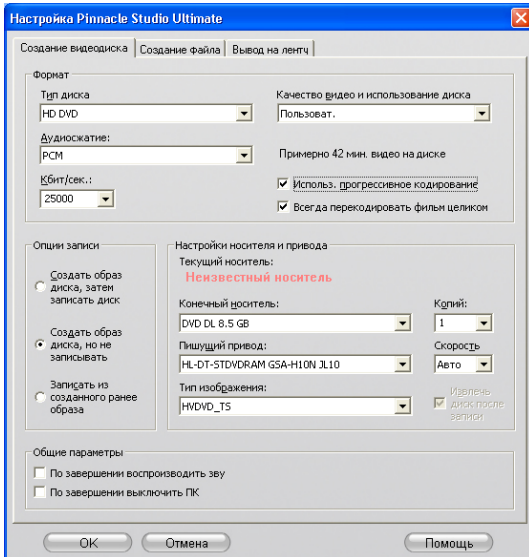 Настройка Pinnacle Studio Ultimate
Создание видеодиска Создание файла Вывод на ленту
Формат
Тип диска Качество видео и использование диска
HD DVD Пользоват.
Аудиосжатие:
PCM Примерно 42 мин. видео на диске
Кбит/сек.: Использ. прогрессивное кодирование
25000 Всегда перекодировать фильм целиком
Опции записи
Создать образ
диска, затем
записать диск
Создать образ
диска, но не
записывать
Записать из
созданного ранее
образа
Настройки носителя и привода
Текущий носитель:
Неизвестный носитель
Конечный носитель: Копий:
DVD DL 8.5 GB 1
Пишущий привод: Скорость
HL-DT-STDVDRAM GSA-H10N JL10 Авто
Тип изображения:
HVDVD_TS
Извлечь
диск после
записи
Общие параметры
По завершении воспроизводить зву
По завершении выключить ПК
OK Отмена Помощь